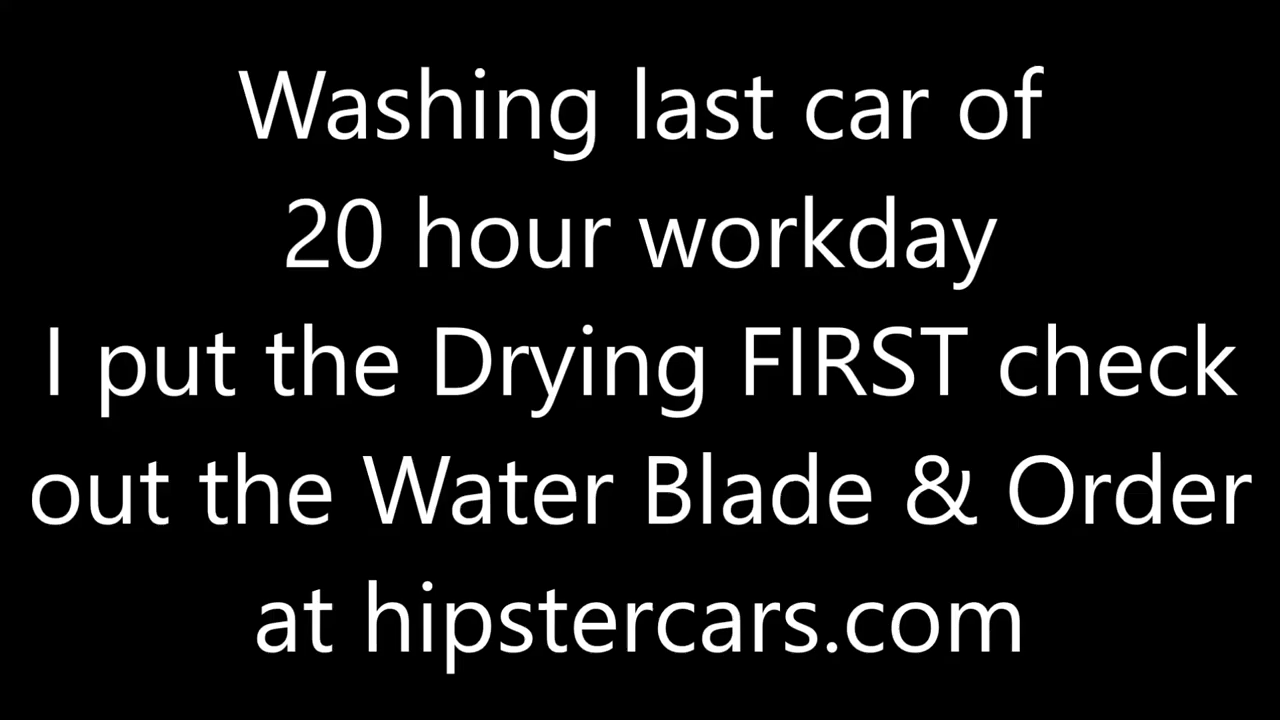 Washing last car of
20 hour workday
I put the Drying FIRST check
out the Water Blade & Order
at hipstercars.com